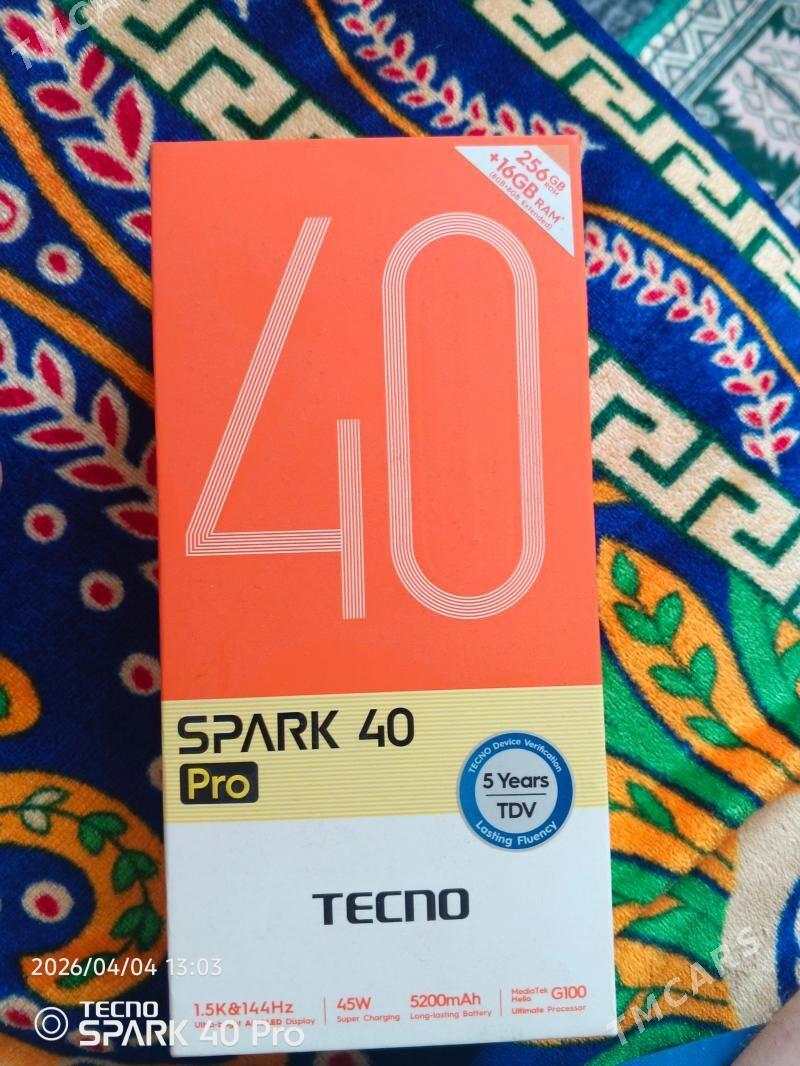 TMCARS
256GB
ROM
+16GB RAM*
(8GB+8GB Extended)
40
SPARK 40
Pro
TECNO Device Verification
5 Years
TDV
Lasting Fluency
TECNO
2026/04/04 13:03
1.5K&144Hz
Display
45W
Super Charging
5200mAh
Long-lasting Battery
MediaTek
Helio G100
Ultimate Processor
TECNO
SPARK 40 Pro
TMCARS